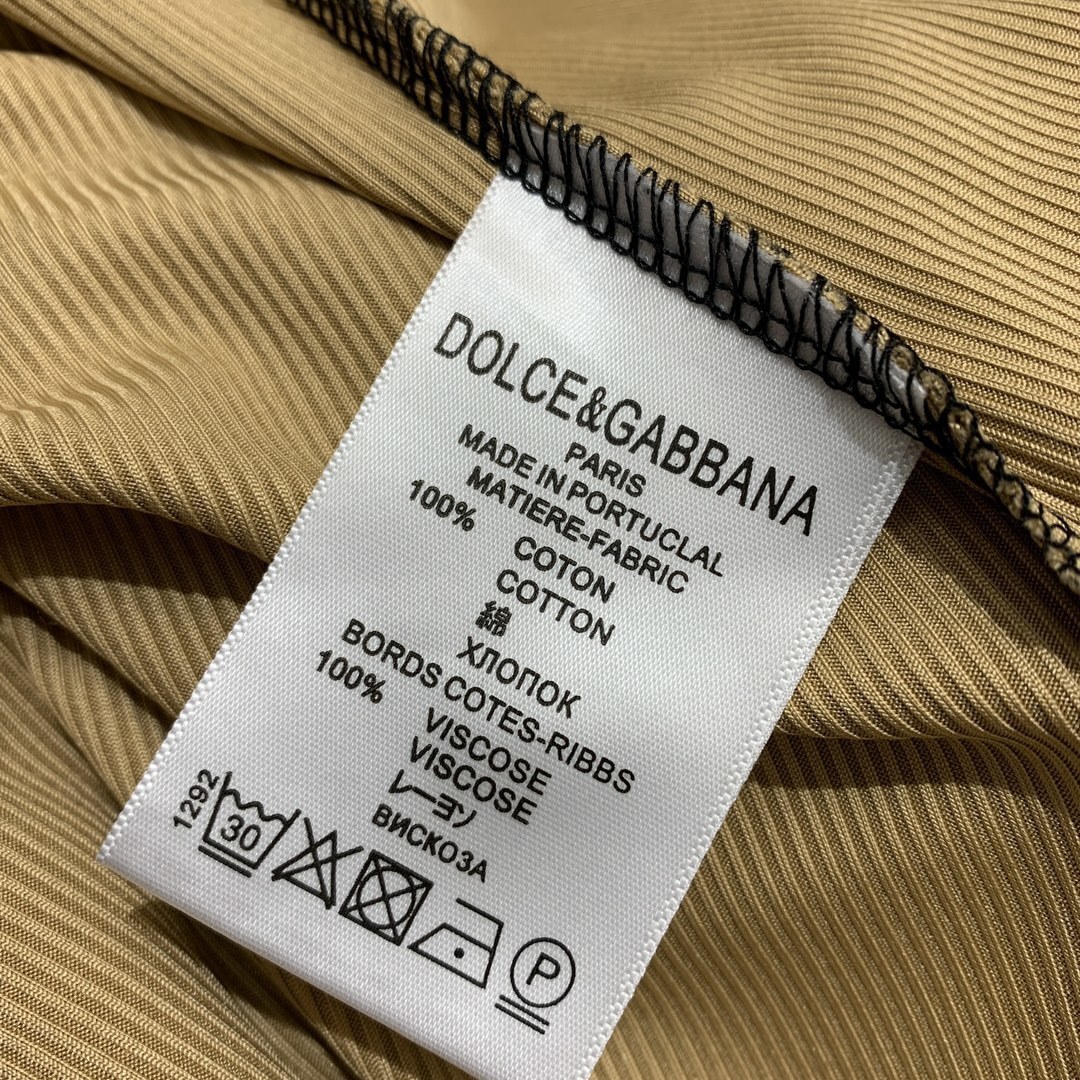 DOLCE&GABBANA
PARIS
MADE IN PORTUCLAL
MATIERE-FABRIC
100%
COTON
COTTON
綿
ХЛОПОК
BORDS COTES-RIBBS
100%
VISCOSE
VISCOSE
レーヨン
ВИСКОЗА
1292
30
P